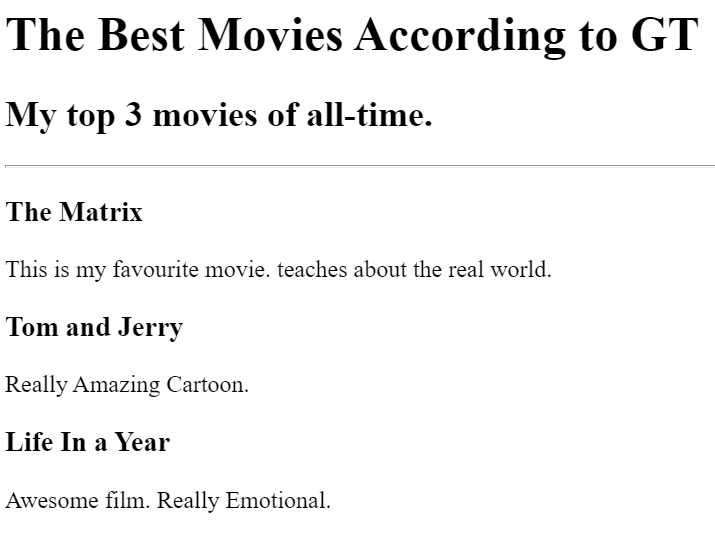 The Best Movies According to GT
My top 3 movies of all-time.
The Matrix
This is my favourite movie. teaches about the real world.
Tom and Jerry
Really Amazing Cartoon.
Life In a Year
Awesome film. Really Emotional.